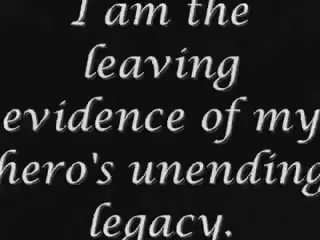 I am the
leaving
evidence of my
hero's unending
legacy.